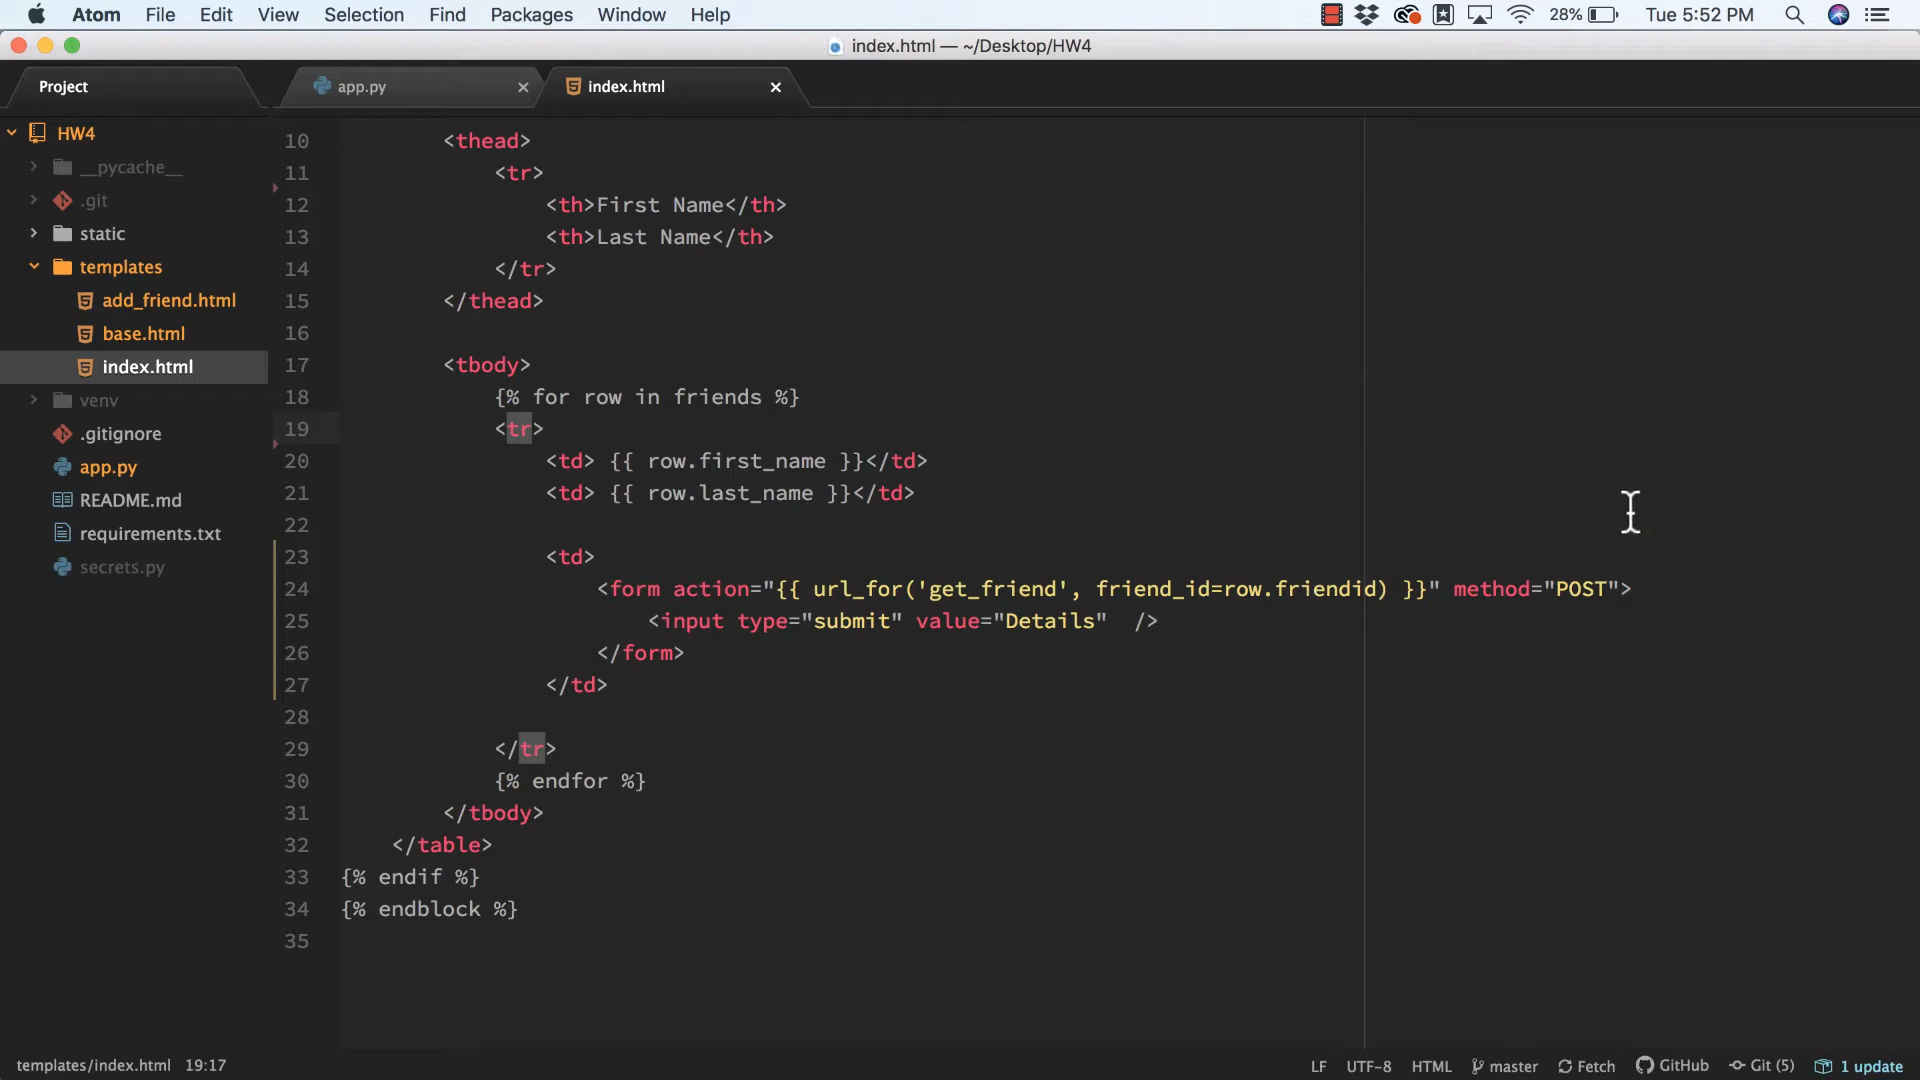 Atom File Edit View Selection Find Packages Window Help 28% Tue 5:52 PM
index.html — ~/Desktop/HW4
Project app.py index.html
HW4
__pycache__
.git
static
templates
add_friend.html
base.html
index.html
venv
.gitignore
app.py
README.md
requirements.txt
secrets.py
10 <thead>
11 <tr>
12 <th>First Name</th>
13 <th>Last Name</th>
14 </tr>
15 </thead>
16
17 <tbody>
18 {% for row in friends %}
19 <tr>
20 <td> {{ row.first_name }}</td>
21 <td> {{ row.last_name }}</td>
22
23 <td>
24 <form action="{{ url_for('get_friend', friend_id=row.friendid) }}" method="POST">
25 <input type="submit" value="Details"  />
26 </form>
27 </td>
28
29 </tr>
30 {% endfor %}
31 </tbody>
32 </table>
33 {% endif %}
34 {% endblock %}
35
templates/index.html 19:17 LF UTF-8 HTML master Fetch GitHub Git (5) 1 update